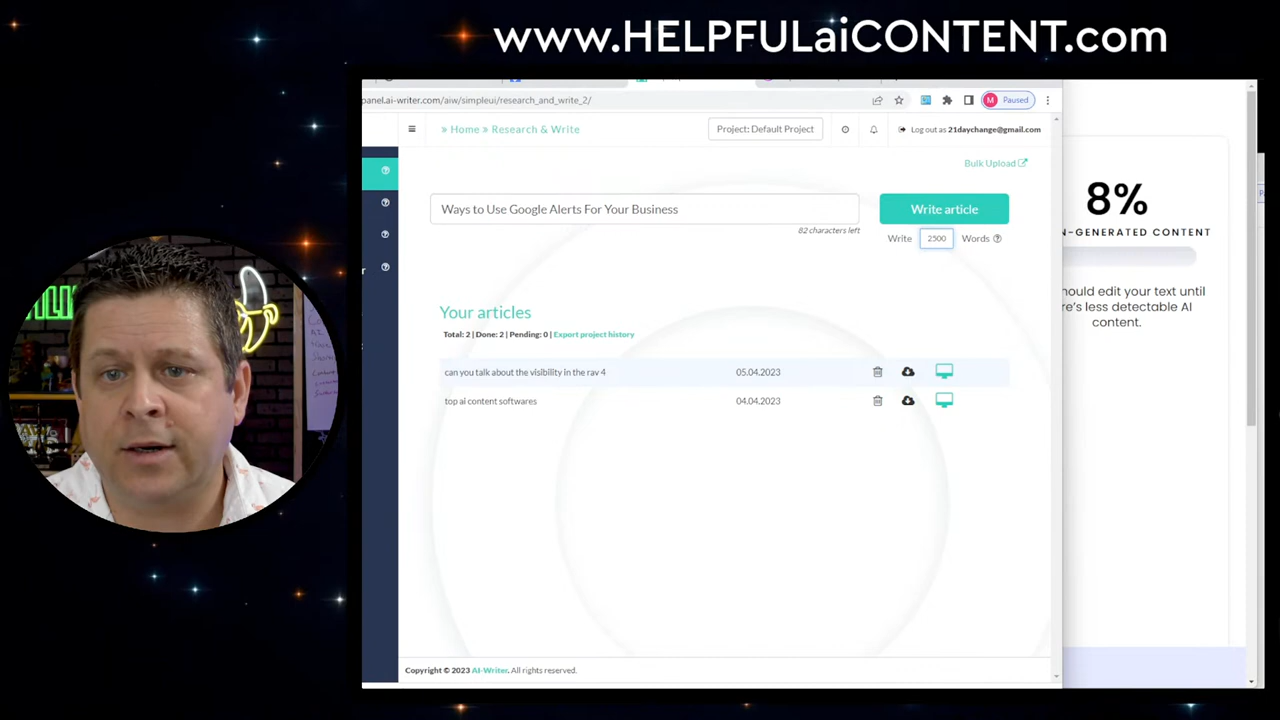 www.HELPFULaiCONTENT.com
panel.ai-writer.com/aiw/simpleui/research_and_write_2/
M Paused
» Home » Research & Write
Project: Default Project
Log out as 21daychange@gmail.com
Bulk Upload
Ways to Use Google Alerts For Your Business
Write article
82 characters left
Write 2500 Words
8%
N-GENERATED CONTENT
ould edit your text until
re's less detectable AI
content.
Your articles
Total: 2 | Done: 2 | Pending: 0 | Export project history
can you talk about the visibility in the rav 4 05.04.2023
top ai content softwares 04.04.2023
Copyright © 2023 AI-Writer. All rights reserved.